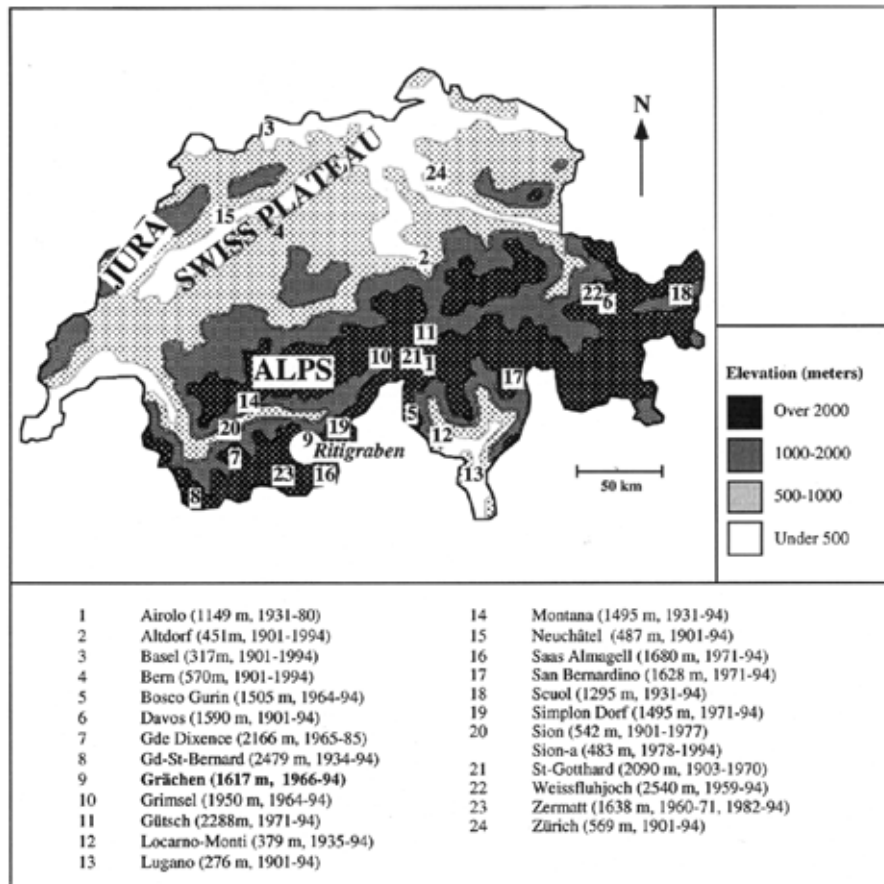 N
3
24
15
JURA
SWISS PLATEAU
4
2
22
6
18
11
10
21
1
ALPS
17
14
5
20
19
9
Ritigraben
12
7
23
16
13
8
50 km
Elevation (meters)
Over 2000
1000-2000
500-1000
Under 500
1 Airolo (1149 m, 1931-80)
2 Altdorf (451m, 1901-1994)
3 Basel (317m, 1901-1994)
4 Bern (570m, 1901-1994)
5 Bosco Gurin (1505 m, 1964-94)
6 Davos (1590 m, 1901-94)
7 Gde Dixence (2166 m, 1965-85)
8 Gd-St-Bernard (2479 m, 1934-94)
9 Grächen (1617 m, 1966-94)
10 Grimsel (1950 m, 1964-94)
11 Gütsch (2288m, 1971-94)
12 Locarno-Monti (379 m, 1935-94)
13 Lugano (276 m, 1901-94)
14 Montana (1495 m, 1931-94)
15 Neuchâtel (487 m, 1901-94)
16 Saas Almagell (1680 m, 1971-94)
17 San Bernardino (1628 m, 1971-94)
18 Scuol (1295 m, 1931-94)
19 Simplon Dorf (1495 m, 1971-94)
20 Sion (542 m, 1901-1977)
Sion-a (483 m, 1978-1994)
21 St-Gotthard (2090 m, 1903-1970)
22 Weissfluhjoch (2540 m, 1959-94)
23 Zermatt (1638 m, 1960-71, 1982-94)
24 Zürich (569 m, 1901-94)